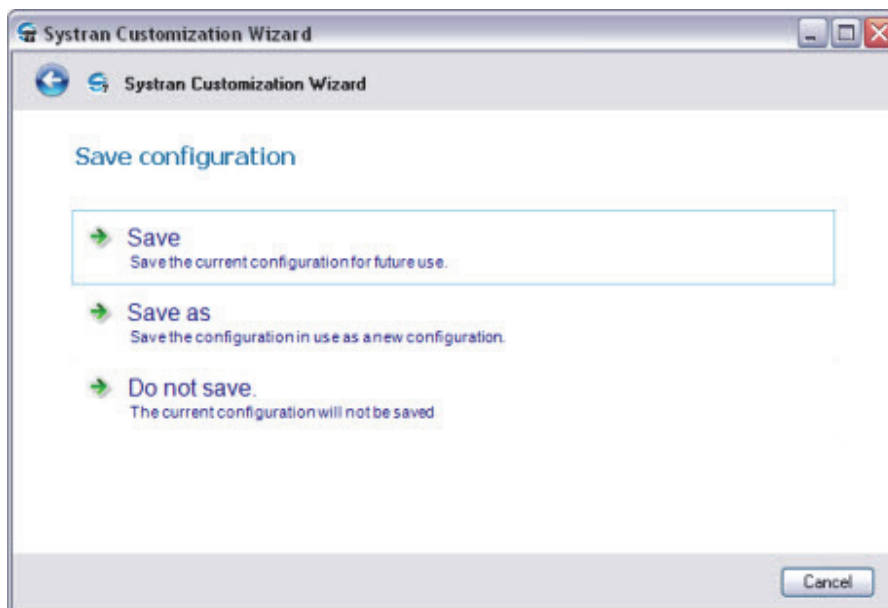 Systran Customization Wizard
Systran Customization Wizard
Save configuration
Save
Save the current configuration for future use.
Save as
Save the configuration in use as a new configuration.
Do not save.
The current configuration will not be saved
Cancel